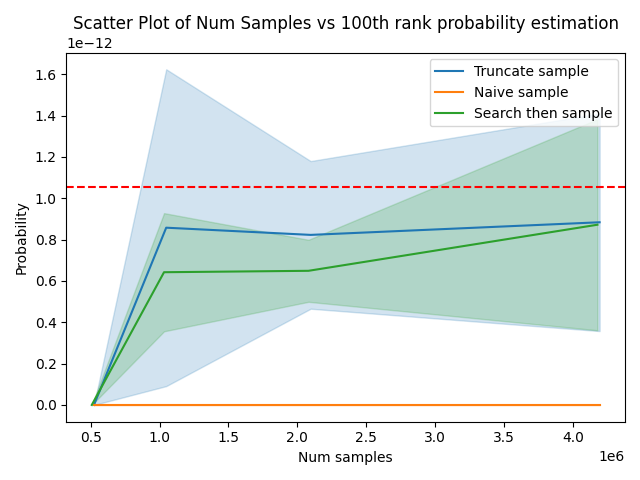 Scatter Plot of Num Samples vs 100th rank probability estimation
1e−12
Truncate sample
Naive sample
Search then sample
1.6
1.4
1.2
1.0
0.8
0.6
0.4
0.2
0.0
Probability
0.5 1.0 1.5 2.0 2.5 3.0 3.5 4.0
1e6
Num samples